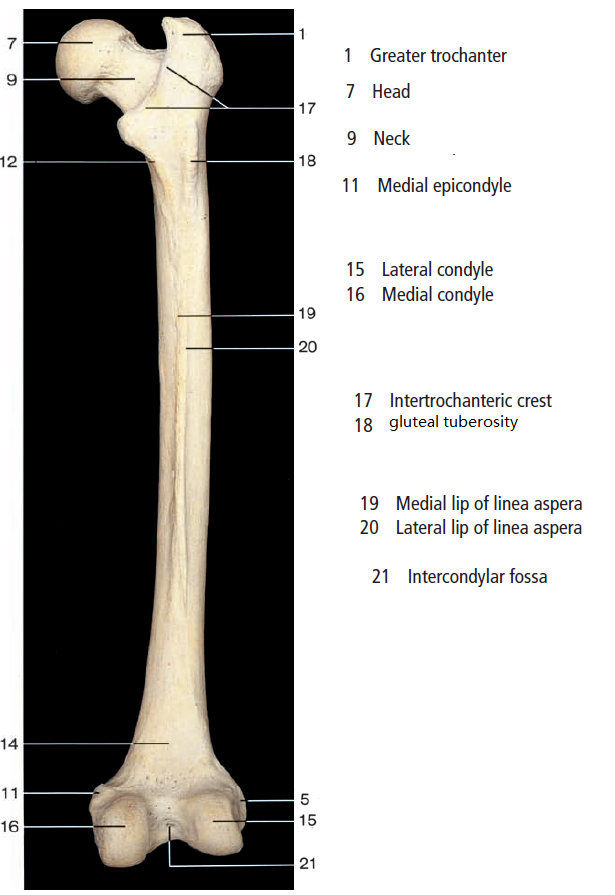 7
1
9
17
12
18
19
20
14
11
5
16
15
21
1 Greater trochanter
7 Head
9 Neck
11 Medial epicondyle
15 Lateral condyle
16 Medial condyle
17 Intertrochanteric crest
18 gluteal tuberosity
19 Medial lip of linea aspera
20 Lateral lip of linea aspera
21 Intercondylar fossa